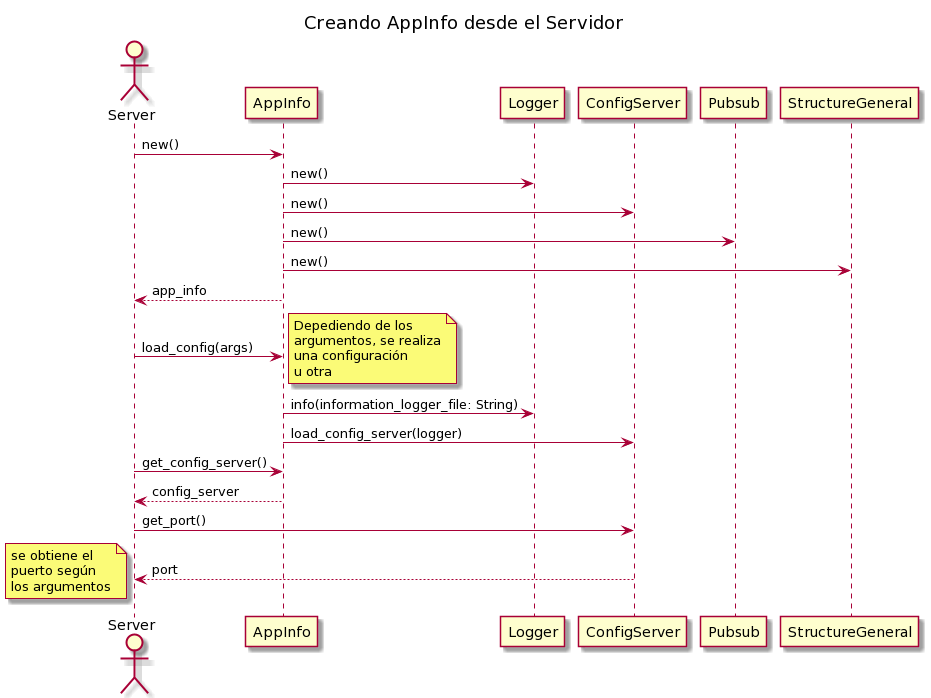 Creando AppInfo desde el Servidor
Server
AppInfo
Logger
ConfigServer
Pubsub
StructureGeneral
new()
new()
new()
new()
new()
app_info
Depediendo de los
argumentos, se realiza
una configuración
u otra
load_config(args)
info(information_logger_file: String)
load_config_server(logger)
get_config_server()
config_server
get_port()
se obtiene el
puerto según
los argumentos
port
Server
AppInfo
Logger
ConfigServer
Pubsub
StructureGeneral